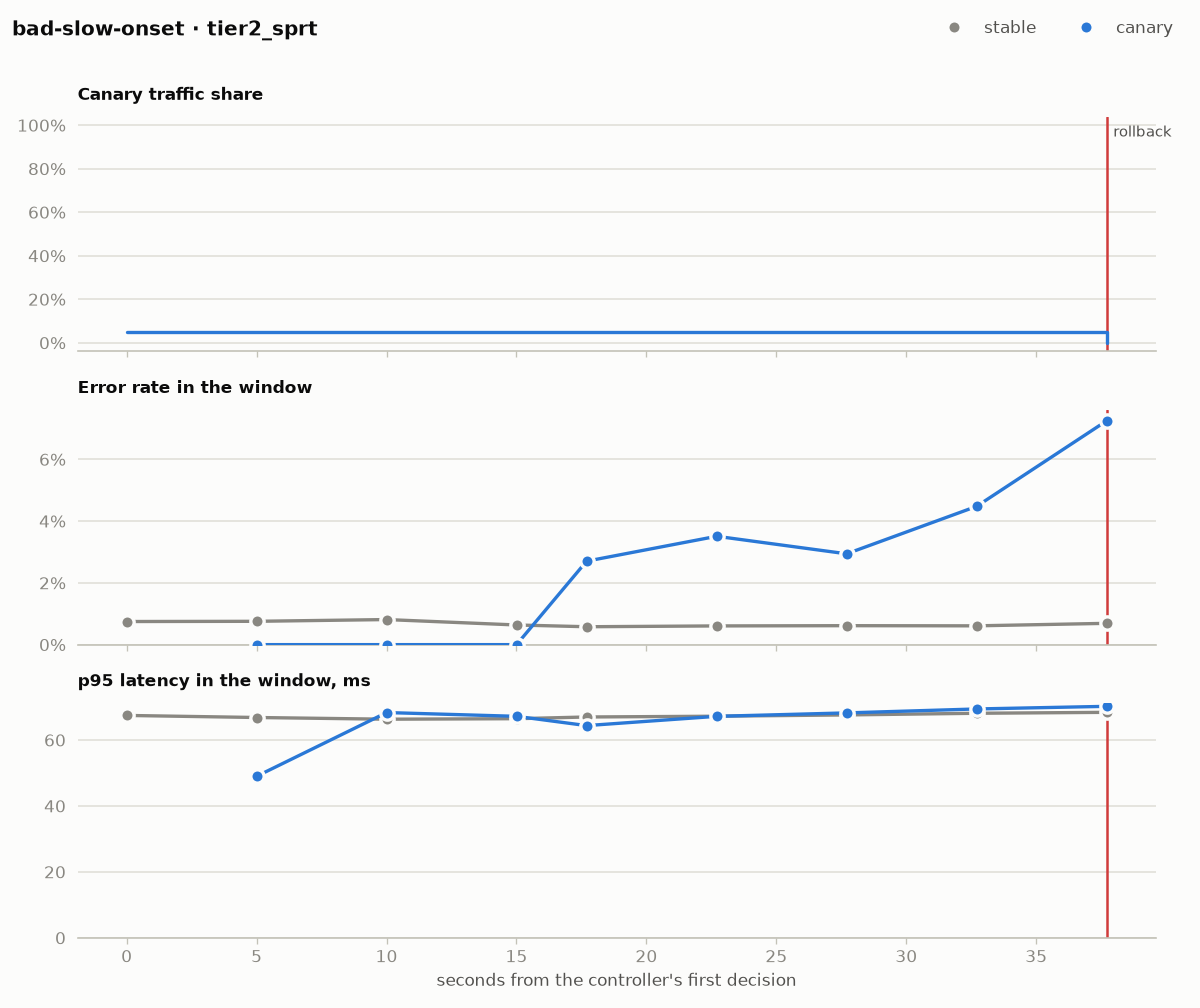 bad-slow-onset · tier2_sprt
stable canary
Canary traffic share
100%
rollback
80%
60%
40%
20%
0%
Error rate in the window
6%
4%
2%
0%
p95 latency in the window, ms
60
40
20
0
0 5 10 15 20 25 30 35
seconds from the controller's first decision